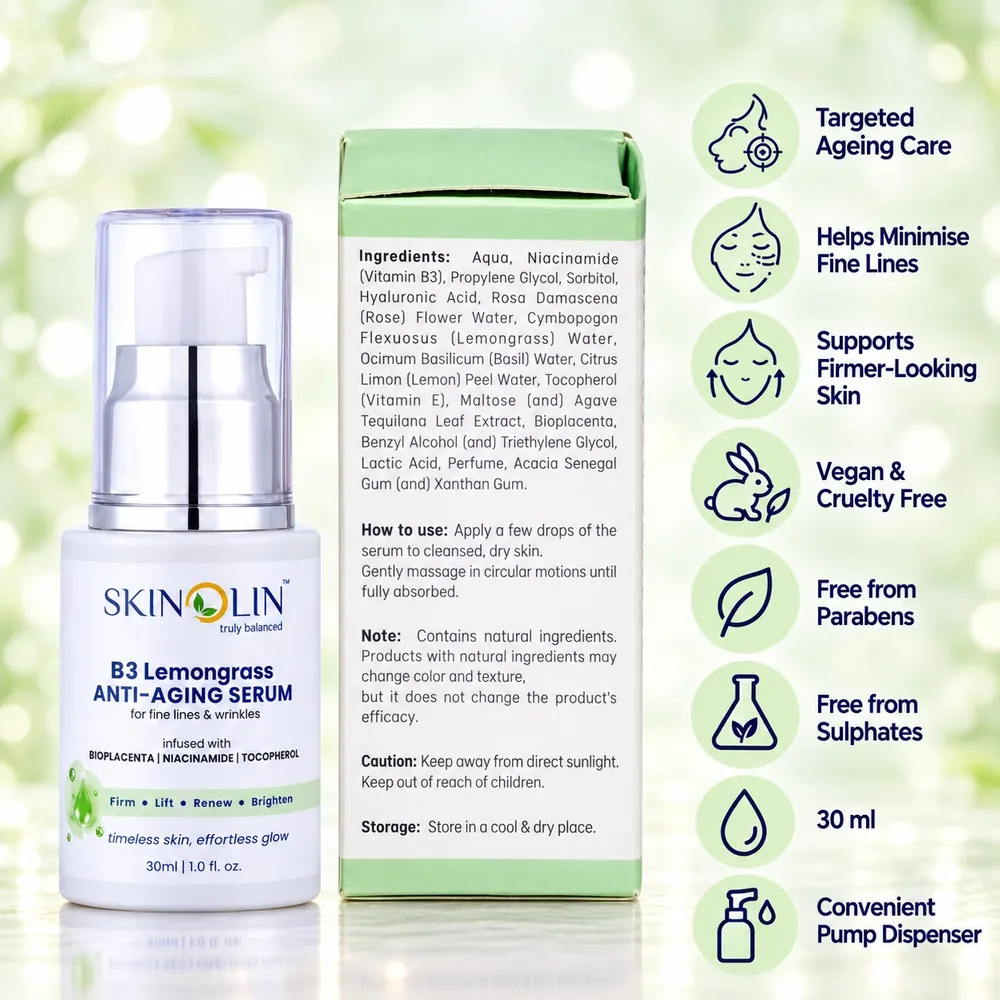 SKINOLIN™
truly balanced
B3 Lemongrass
ANTI-AGING SERUM
for fine lines & wrinkles
infused with
BIOPLACENTA | NIACINAMIDE | TOCOPHEROL
Firm • Lift • Renew • Brighten
timeless skin, effortless glow
30ml | 1.0 fl. oz.
Ingredients: Aqua, Niacinamide
(Vitamin B3), Propylene Glycol, Sorbitol,
Hyaluronic Acid, Rosa Damascena
(Rose) Flower Water, Cymbopogon
Flexuosus (Lemongrass) Water,
Ocimum Basilicum (Basil) Water, Citrus
Limon (Lemon) Peel Water, Tocopherol
(Vitamin E), Maltose (and) Agave
Tequilana Leaf Extract, Bioplacenta,
Benzyl Alcohol (and) Triethylene Glycol,
Lactic Acid, Perfume, Acacia Senegal
Gum (and) Xanthan Gum.
How to use: Apply a few drops of the
serum to cleansed, dry skin.
Gently massage in circular motions until
fully absorbed.
Note: Contains natural ingredients.
Products with natural ingredients may
change color and texture,
but it does not change the product's
efficacy.
Caution: Keep away from direct sunlight.
Keep out of reach of children.
Storage: Store in a cool & dry place.
Targeted
Ageing Care
Helps Minimise
Fine Lines
Supports
Firmer-Looking
Skin
Vegan &
Cruelty Free
Free from
Parabens
Free from
Sulphates
30 ml
Convenient
Pump Dispenser